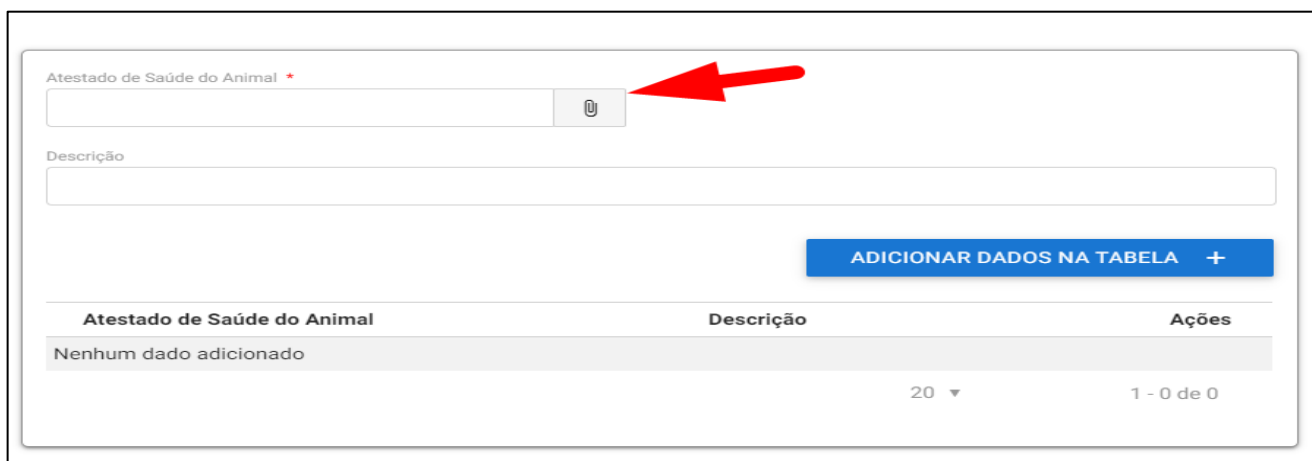 Atestado de Saúde do Animal *
Descrição
ADICIONAR DADOS NA TABELA +
Atestado de Saúde do Animal Descrição Ações
Nenhum dado adicionado
20 ▼ 1 - 0 de 0